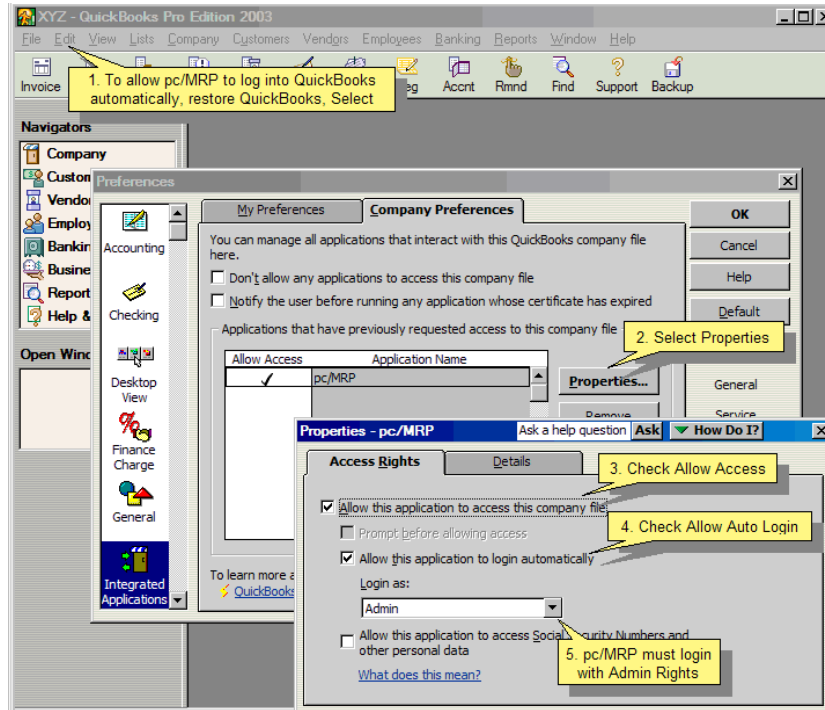 XYZ - QuickBooks Pro Edition 2003
File Edit View Lists Company Customers Vendors Employees Banking Reports Window Help
Invoice
eg Accnt Rmnd Find Support Backup
1. To allow pc/MRP to log into QuickBooks
automatically, restore QuickBooks, Select
Navigators
Company
Custon
Vendo
Employ
Bankin
Busine
Report
Help &
Open Wind
Preferences
Accounting
Checking
Desktop
View
Finance
Charge
General
Integrated
Applications
My Preferences
Company Preferences
You can manage all applications that interact with this QuickBooks company file
here.
Don't allow any applications to access this company file
Notify the user before running any application whose certificate has expired
Applications that have previously requested access to this company file
Allow Access Application Name
pc/MRP
Properties...
Remove
To learn more a
QuickBooks
OK
Cancel
Help
Default
General
Service
2. Select Properties
Properties - pc/MRP
Ask a help question Ask How Do I?
Access Rights
Details
3. Check Allow Access
Allow this application to access this company file
Prompt before allowing access
4. Check Allow Auto Login
Allow this application to login automatically
Login as:
Admin
Allow this application to access Social Security Numbers and
other personal data
5. pc/MRP must login
with Admin Rights
What does this mean?